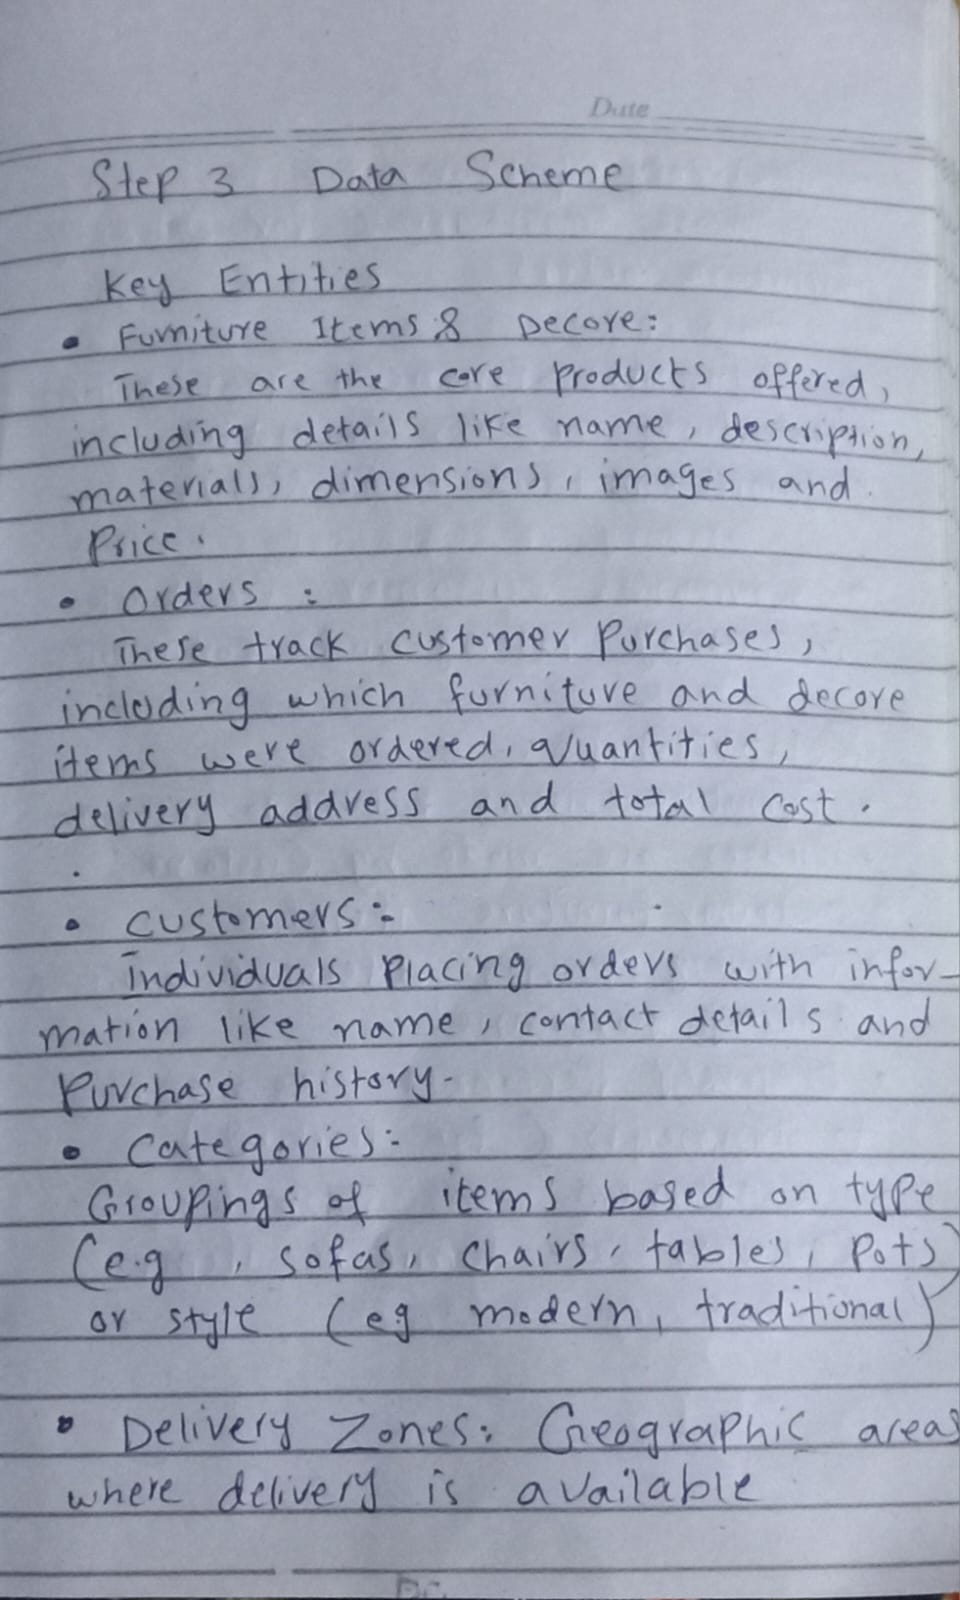 Date
Step 3 Data Scheme
Key Entities
• Furniture Items & Decore:
These are the core products offered,
including details like name, description,
materials, dimensions, images and
Price.
• Orders :
These track customer Purchases,
including which furniture and decore
items were ordered, quantities,
delivery address and total cost.
• Customers :-
Individuals Placing orders with infor-
mation like name, contact details and
Purchase history.
• Categories :-
Groupings of items based on type
(e.g , sofas, chairs, tables, Pots)
or style (eg modern, traditional)
• Delivery Zones: Geographic areas
where delivery is available